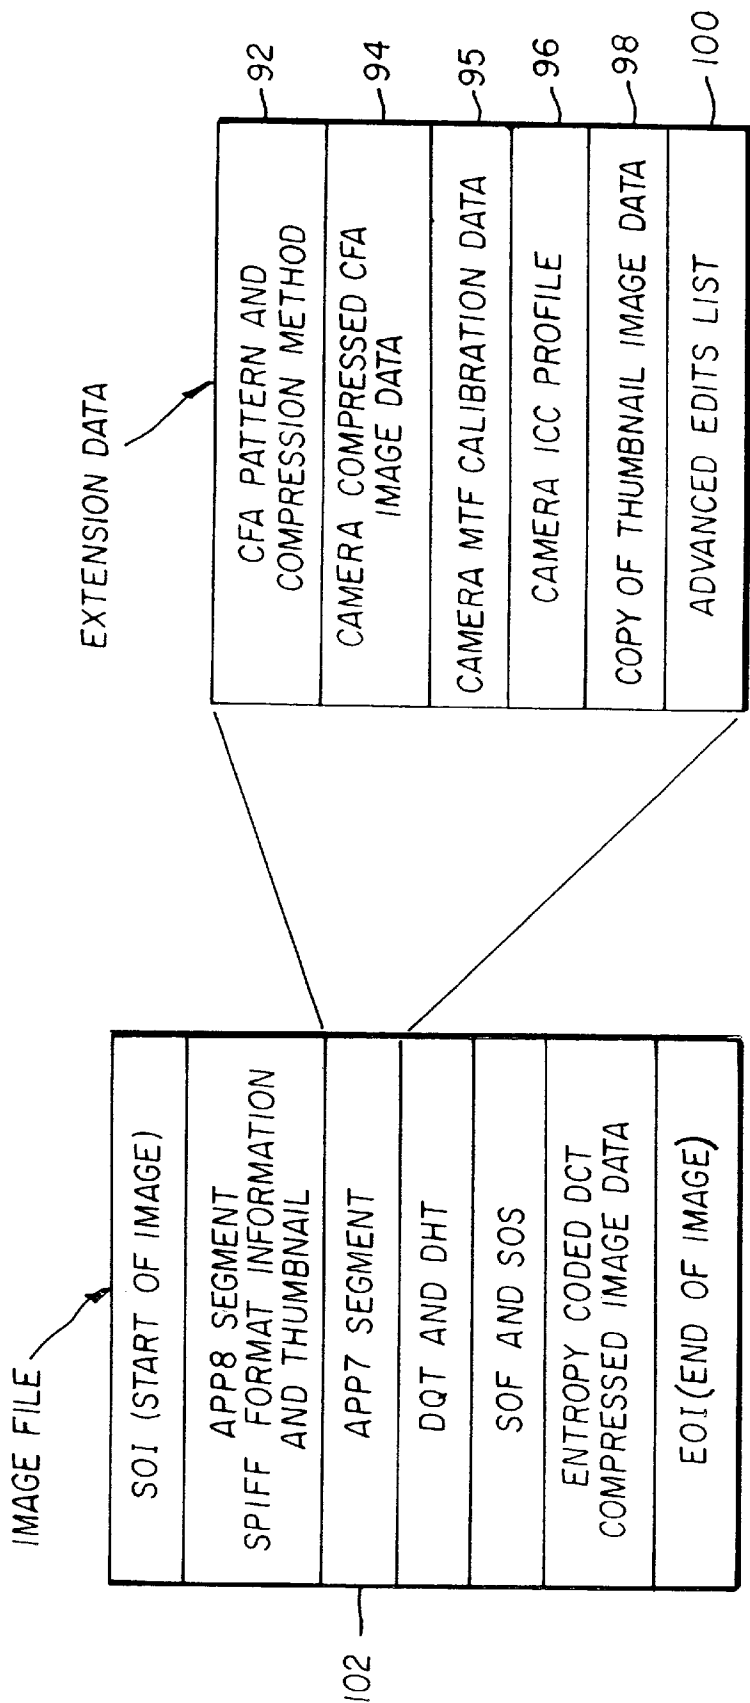 IMAGE FILE
SOI (START OF IMAGE)
APP8 SEGMENT
SPIFF FORMAT INFORMATION
AND THUMBNAIL
102
APP7 SEGMENT
DQT AND DHT
SOF AND SOS
ENTROPY CODED DCT
COMPRESSED IMAGE DATA
EOI(END OF IMAGE)
EXTENSION DATA
CFA PATTERN AND
COMPRESSION METHOD
92
CAMERA COMPRESSED CFA
IMAGE DATA
94
CAMERA MTF CALIBRATION DATA
95
CAMERA ICC PROFILE
96
COPY OF THUMBNAIL IMAGE DATA
98
ADVANCED EDITS LIST
100